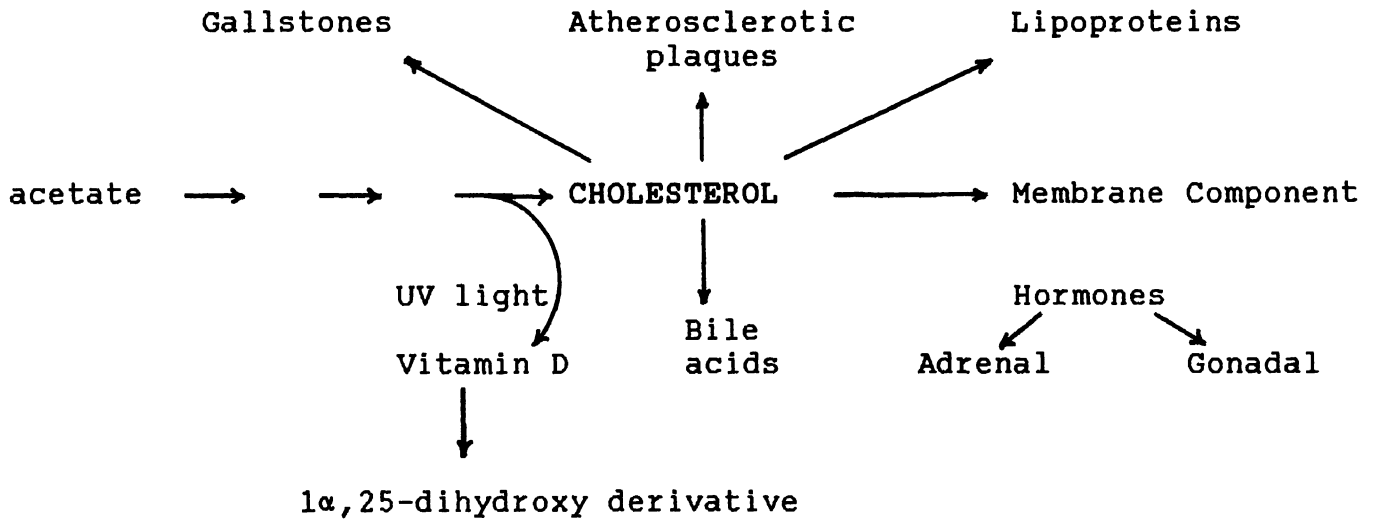 Gallstones
Atherosclerotic
plaques
Lipoproteins
acetate
CHOLESTEROL
Membrane Component
UV light
Hormones
Bile
acids
Vitamin D
Adrenal
Gonadal
1α,25-dihydroxy derivative